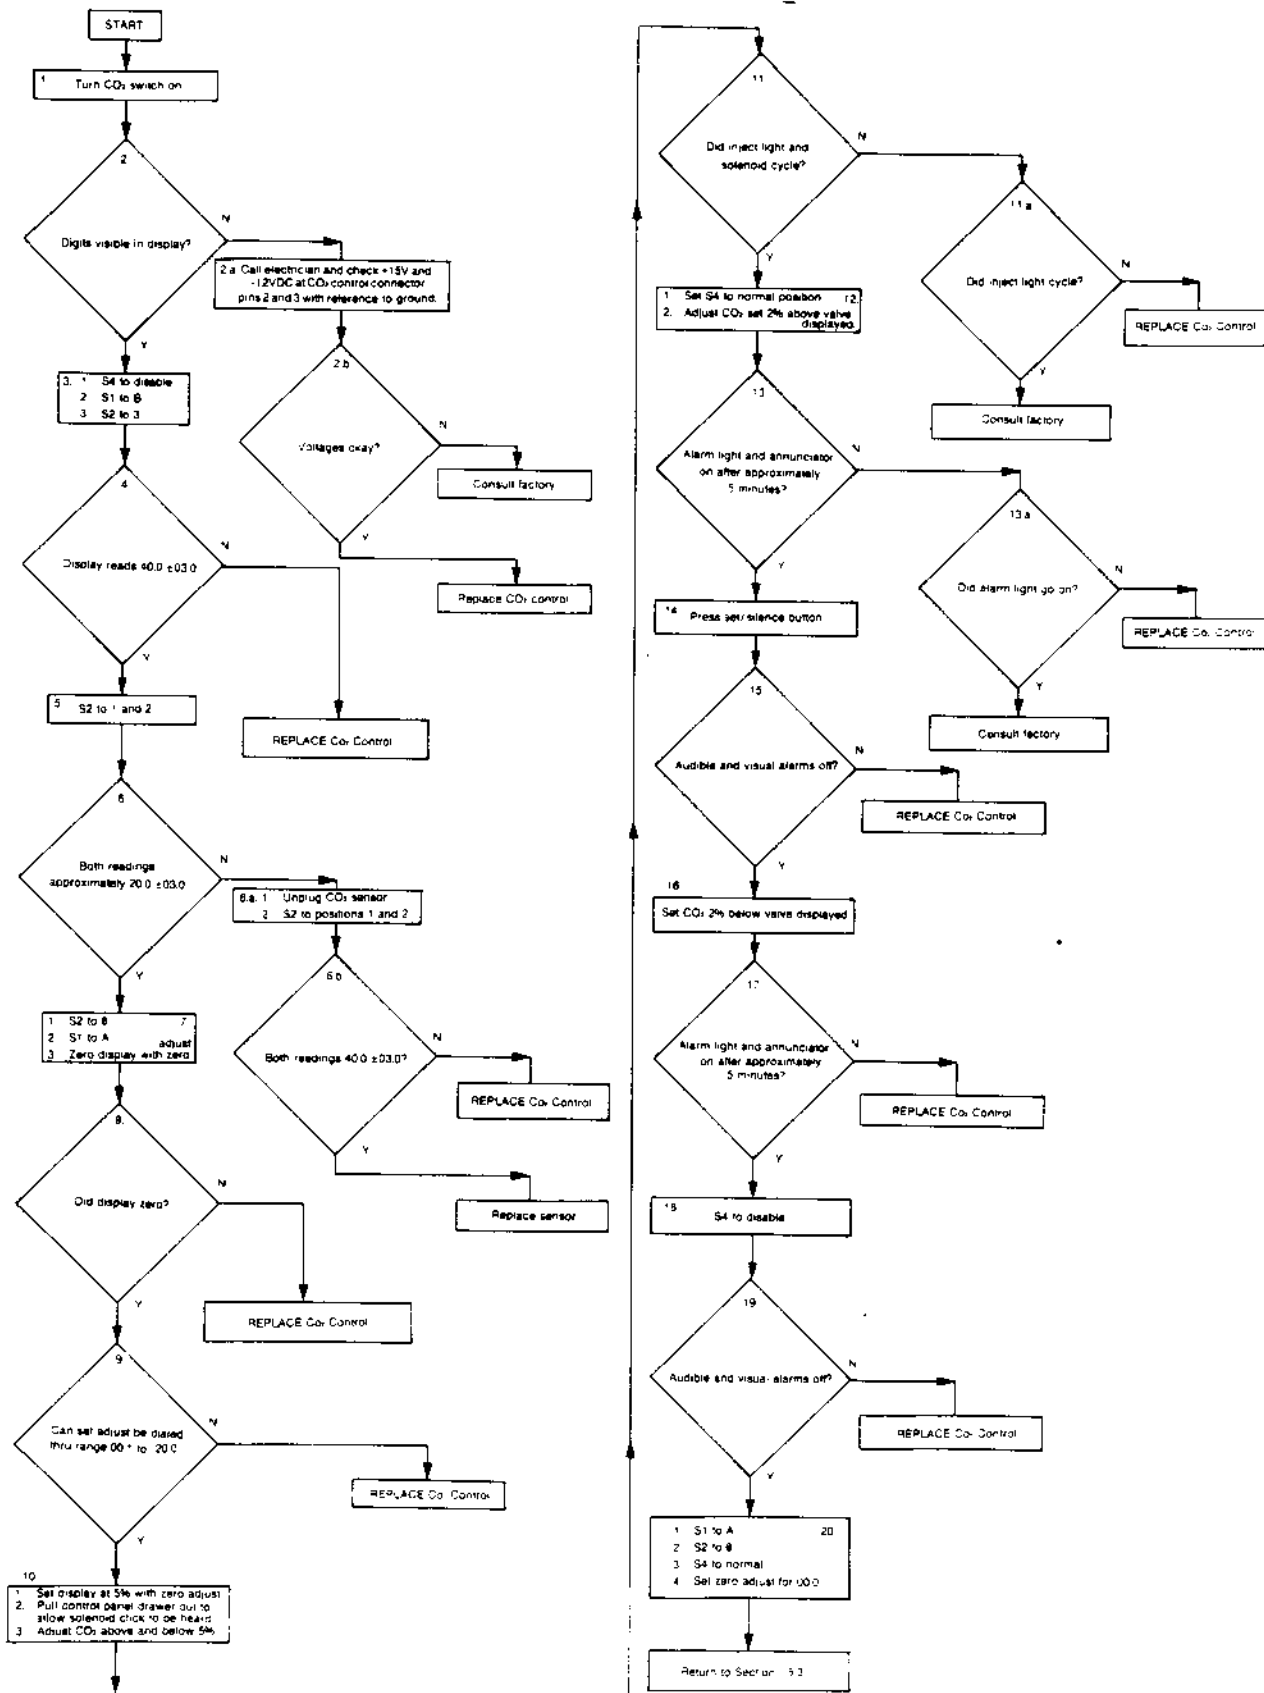 START
1. Turn CO₂ switch on
2
Digits visible in display?
N
Y
2.a Call electrician and check +15V and
-12VDC at CO₂ control connector
pins 2 and 3 with reference to ground.
2.b
Voltages okay?
N
Consult factory
Y
Replace CO₂ control
3. 1 S4 to disable
2 S1 to B
3 S2 to 3
4
Display reads 40.0 ±03.0
N
REPLACE Co₂ Control
Y
5 S2 to 1 and 2
6
Both readings
approximately 20.0 ±03.0
N
6.a. 1 Unplug CO₂ sensor
2 S2 to positions 1 and 2
6.b
Both readings 40.0 ±03.0?
N
REPLACE Co₂ Control
Y
Replace sensor
Y
1 S2 to 0 7
2 S1 to A adjust
3 Zero display with zero
8.
Did display zero?
N
REPLACE Co₂ Control
Y
9
Can set adjust be dialed
thru range 00.1 to 20.0
N
REPLACE Co₂ Control
Y
10
1. Set display at 5% with zero adjust
2. Pull control panel drawer out to
allow solenoid click to be heard
3 Adjust CO₂ above and below 5%
11
Did inject light and
solenoid cycle?
N
11.a
Did inject light cycle?
N
REPLACE Co₂ Control
Y
Consult factory
Y
1 Set S4 to normal position 12.
2. Adjust CO₂ set 2% above valve
displayed.
13
Alarm light and annunciator
on after approximately
5 minutes?
N
13.a
Did alarm light go on?
N
REPLACE Co₂ Control
Y
Consult factory
Y
14 Press set/silence button
15
Audible and visual alarms off?
N
REPLACE Co₂ Control
Y
16
Set CO₂ 2% below valve displayed
17
Alarm light and annunciator
on after approximately
5 minutes?
N
REPLACE Co₂ Control
Y
18 S4 to disable
19
Audible and visual alarms off?
N
REPLACE Co₂ Control
Y
1 S1 to A 20
2 S2 to 0
3 S4 to normal
4 Set zero adjust for 00.0
Return to Section 5.3